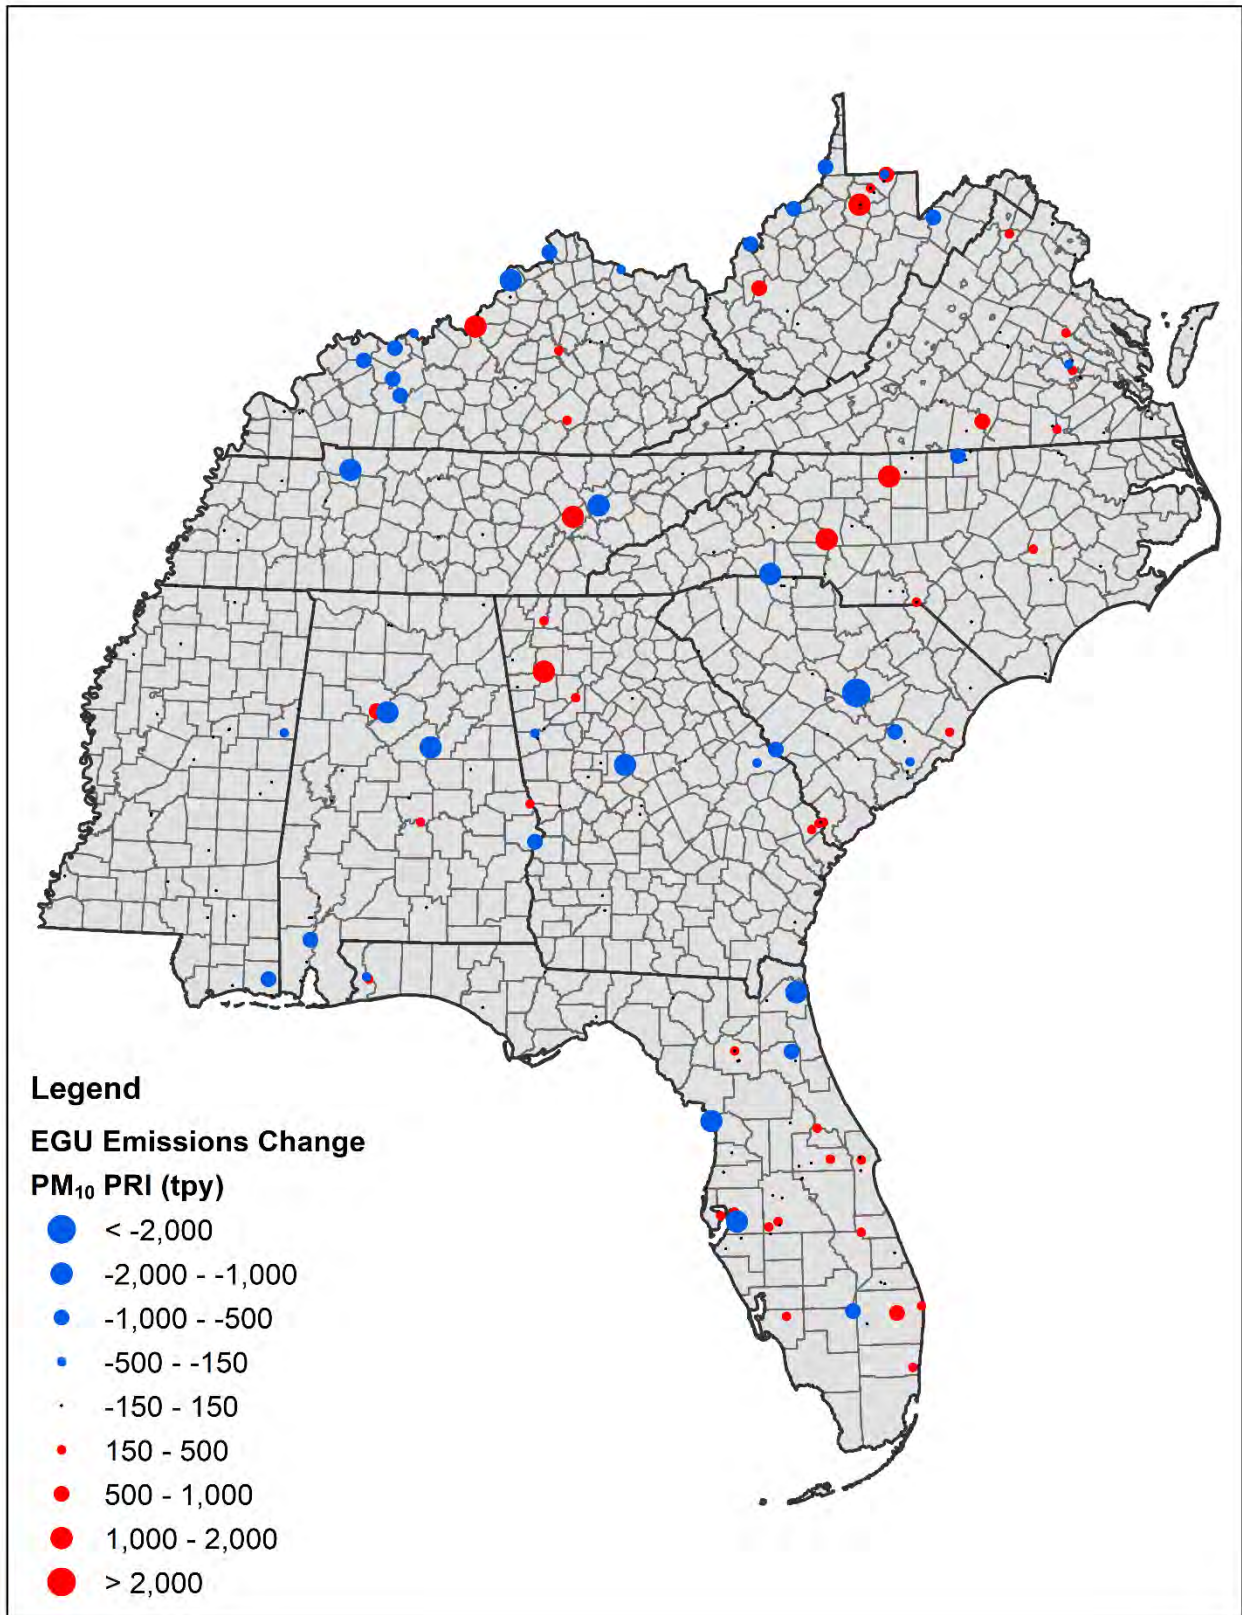 Legend
EGU Emissions Change
PM₁₀ PRI (tpy)
< -2,000
-2,000 - -1,000
-1,000 - -500
-500 - -150
-150 - 150
150 - 500
500 - 1,000
1,000 - 2,000
> 2,000